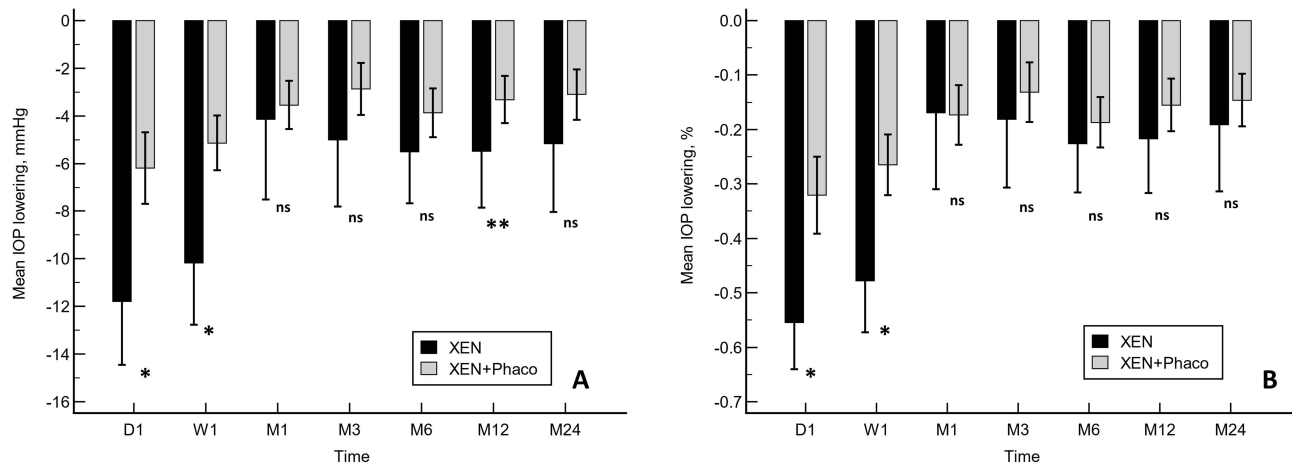 0
-2
-4
-6
-8
-10
-12
-14
-16
Mean IOP lowering, mmHg
*
*
ns
ns
ns
**
ns
XEN
XEN+Phaco
A
D1 W1 M1 M3 M6 M12 M24
Time
0.0
-0.1
-0.2
-0.3
-0.4
-0.5
-0.6
-0.7
Mean IOP lowering, %
*
*
ns
ns
ns
ns
ns
XEN
XEN+Phaco
B
D1 W1 M1 M3 M6 M12 M24
Time